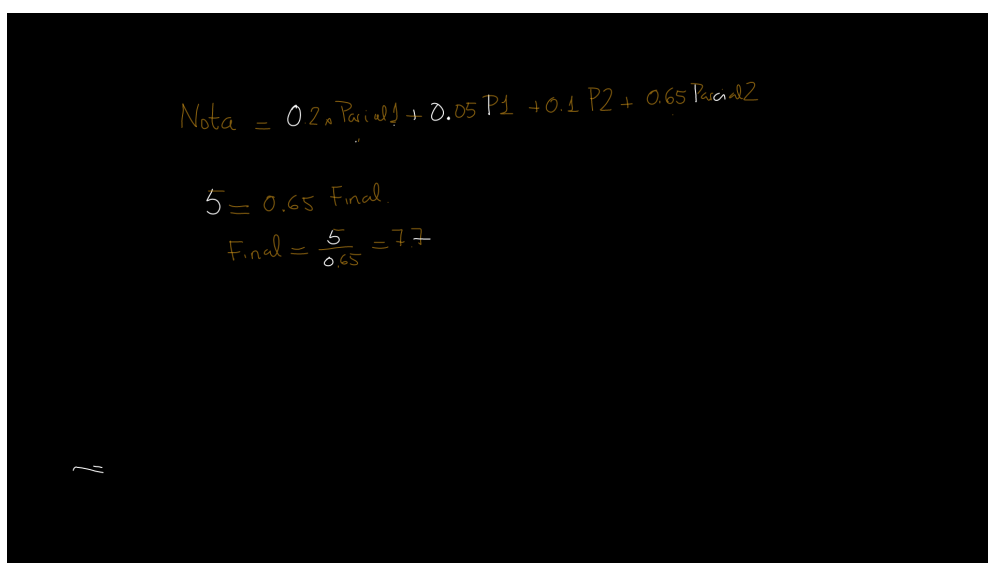 Nota = 0.2 x Parcial1 + 0.05 P1 + 0.1 P2 + 0.65 Parcial2
5 = 0.65 Final
Final = 5/0.65 = 7.7